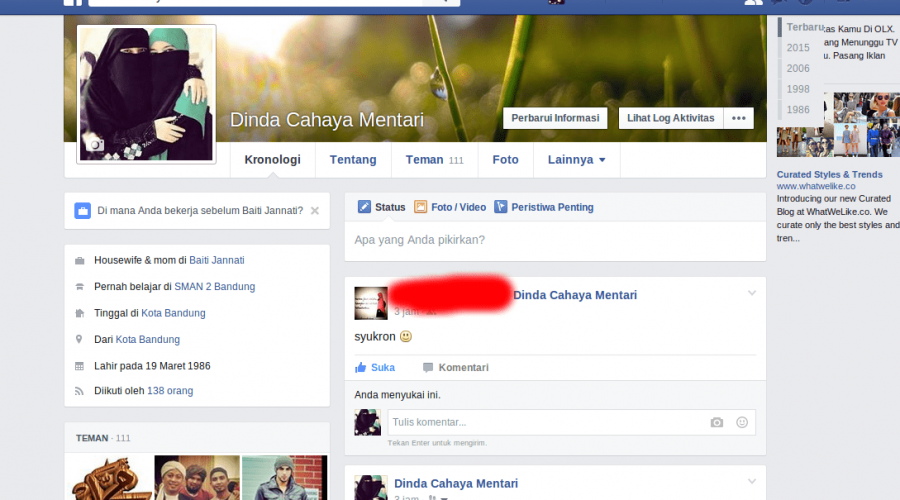 Dinda Cahaya Mentari
Perbarui Informasi
Lihat Log Aktivitas
Kronologi
Tentang
Teman 111
Foto
Lainnya
Di mana Anda bekerja sebelum Baiti Jannati?
Housewife & mom di Baiti Jannati
Pernah belajar di SMAN 2 Bandung
Tinggal di Kota Bandung
Dari Kota Bandung
Lahir pada 19 Maret 1986
Diikuti oleh 138 orang
TEMAN · 111
Status
Foto / Video
Peristiwa Penting
Apa yang Anda pikirkan?
Dinda Cahaya Mentari
3 jam
syukron
Suka
Komentari
Anda menyukai ini.
Tulis komentar...
Tekan Enter untuk mengirim.
Dinda Cahaya Mentari
3 jam
Terbaru
2015
2006
1998
1986
as Kamu Di OLX.
ang Menunggu TV
u. Pasang Iklan
Curated Styles & Trends
www.whatwelike.co
Introducing our new Curated
Blog at WhatWeLike.co. We
curate only the best styles and
tren...